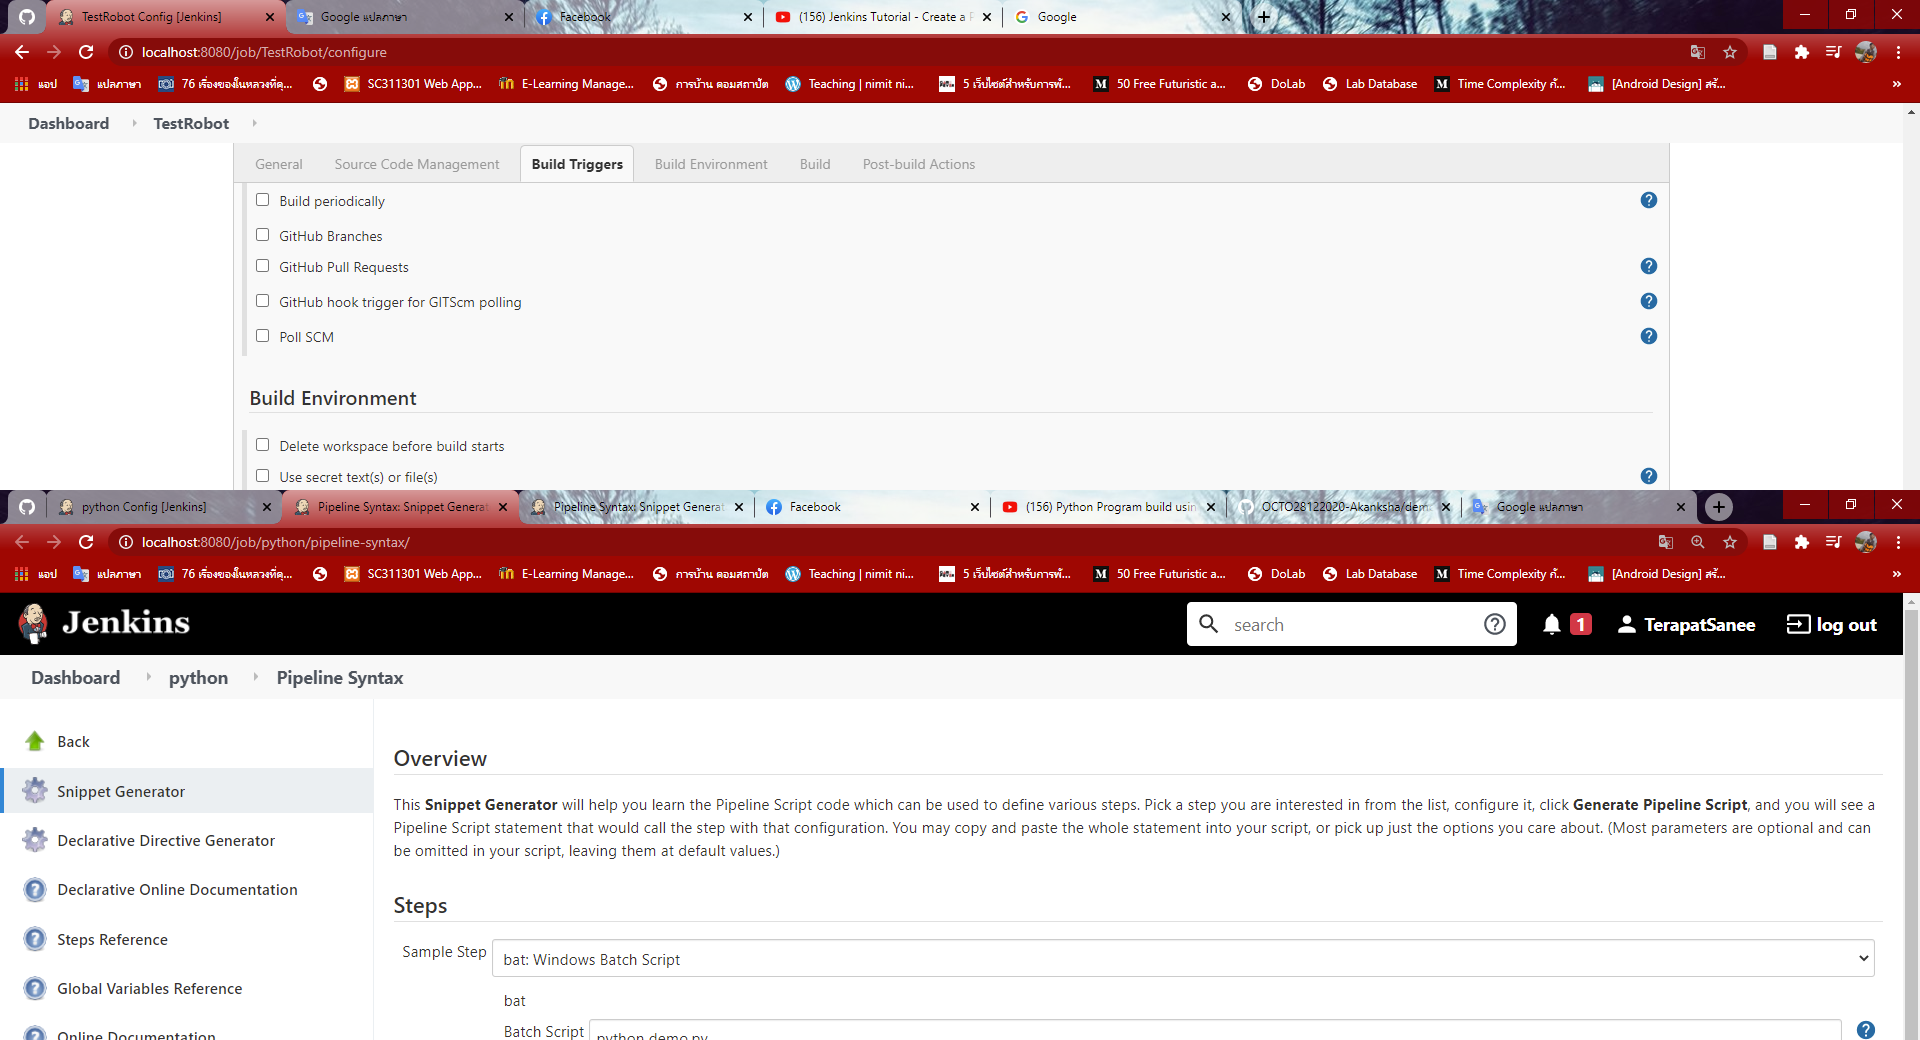 TestRobot Config [Jenkins]
Google แปลภาษา
Facebook
(156) Jenkins Tutorial - Create a P
Google
localhost:8080/job/TestRobot/configure
แอป
แปลภาษา
76 เรื่องของในหลวงที่คุ...
SC311301 Web App...
E-Learning Manage...
การบ้าน คอมสถาปัต
Teaching | nimit ni...
5 เว็บไซต์สำหรับการพั...
50 Free Futuristic a...
DoLab
Lab Database
Time Complexity คื...
[Android Design] สร้...
Dashboard
TestRobot
General
Source Code Management
Build Triggers
Build Environment
Build
Post-build Actions
Build periodically
GitHub Branches
GitHub Pull Requests
GitHub hook trigger for GITScm polling
Poll SCM
Build Environment
Delete workspace before build starts
Use secret text(s) or file(s)
python Config [Jenkins]
Pipeline Syntax: Snippet Generat
Pipeline Syntax: Snippet Generat
Facebook
(156) Python Program build usin
OCTO28122020-Akanksha/dem
Google แปลภาษา
localhost:8080/job/python/pipeline-syntax/
แอป
แปลภาษา
76 เรื่องของในหลวงที่คุ...
SC311301 Web App...
E-Learning Manage...
การบ้าน คอมสถาปัต
Teaching | nimit ni...
5 เว็บไซต์สำหรับการพั...
50 Free Futuristic a...
DoLab
Lab Database
Time Complexity คื...
[Android Design] สร้...
Jenkins
search
1
TerapatSanee
log out
Dashboard
python
Pipeline Syntax
Back
Snippet Generator
Declarative Directive Generator
Declarative Online Documentation
Steps Reference
Global Variables Reference
Online Documentation
Overview
This Snippet Generator will help you learn the Pipeline Script code which can be used to define various steps. Pick a step you are interested in from the list, configure it, click Generate Pipeline Script, and you will see a
Pipeline Script statement that would call the step with that configuration. You may copy and paste the whole statement into your script, or pick up just the options you care about. (Most parameters are optional and can
be omitted in your script, leaving them at default values.)
Steps
Sample Step
bat: Windows Batch Script
bat
Batch Script
python demo.py